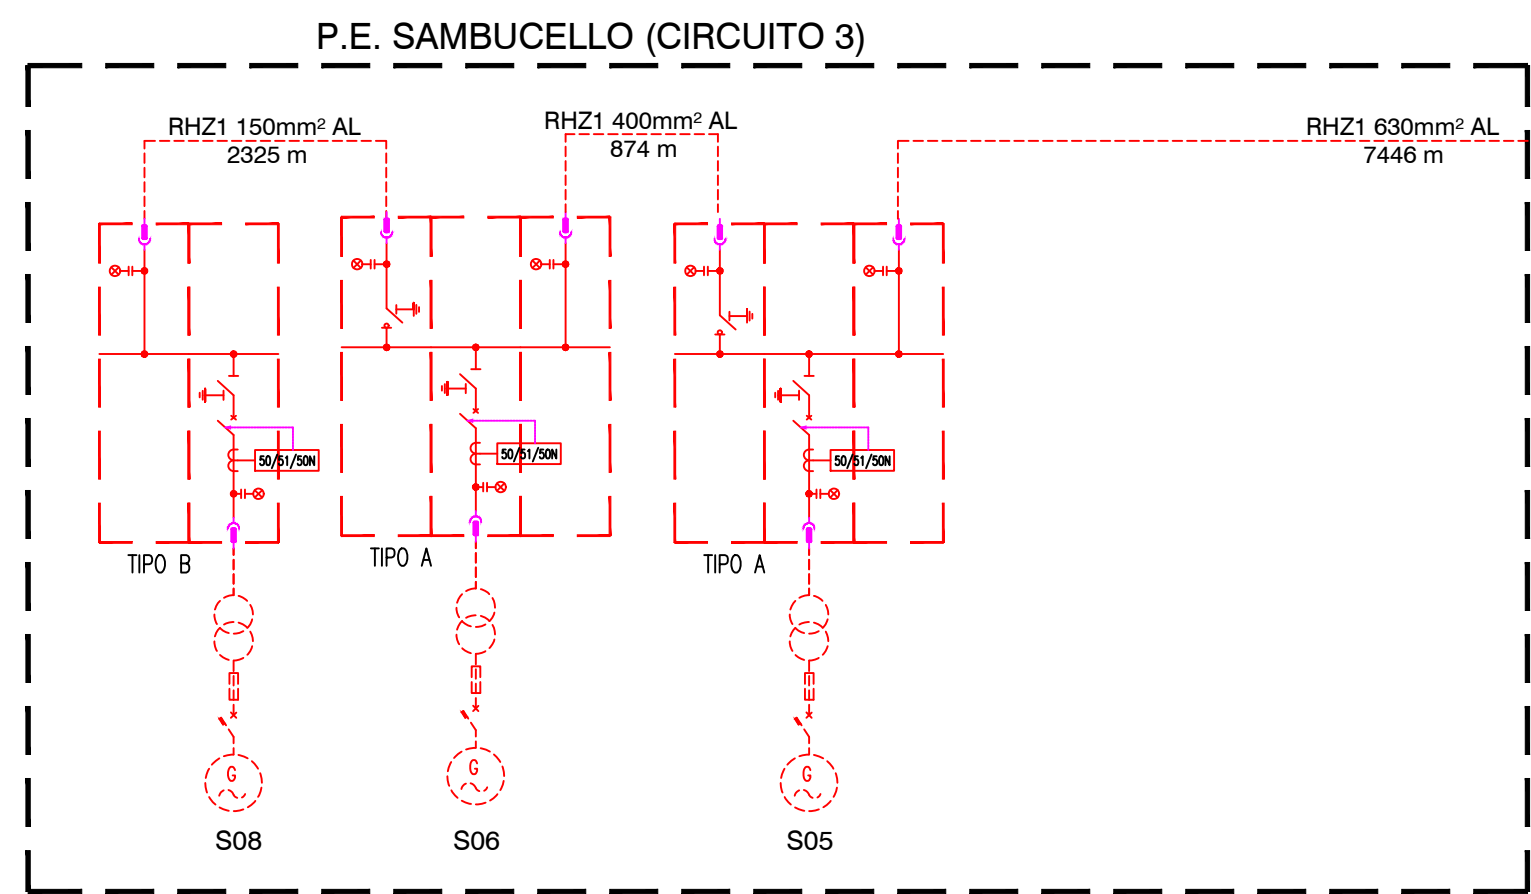 P.E. SAMBUCELLO (CIRCUITO 3)
RHZ1 150mm² AL
2325 m
RHZ1 400mm² AL
874 m
RHZ1 630mm² AL
7446 m
50/51/50N
50/51/50N
50/51/50N
TIPO B
TIPO A
TIPO A
G
G
G
S08
S06
S05